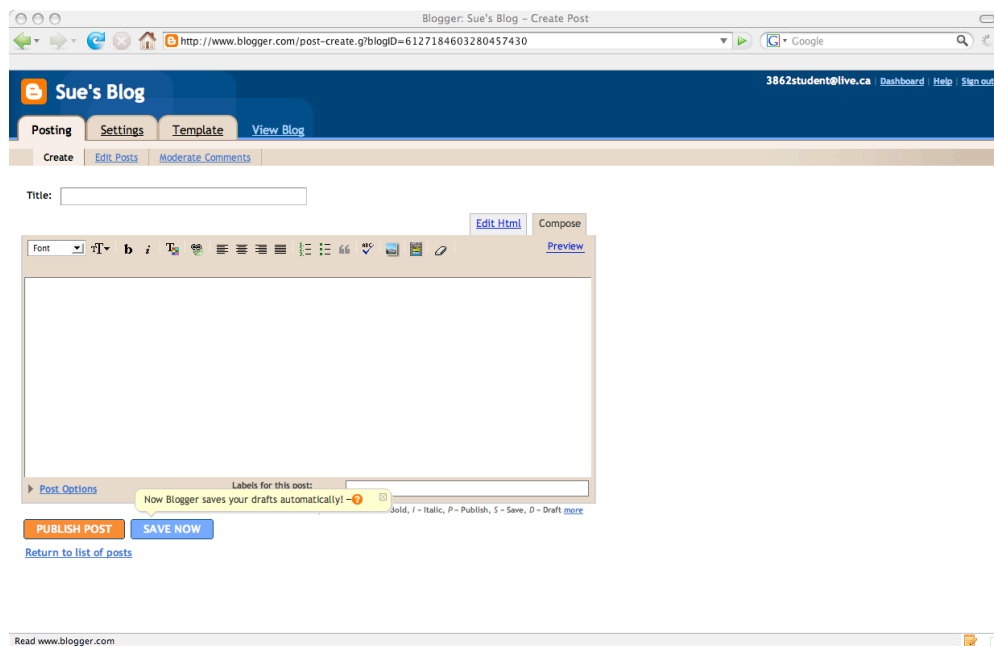 Blogger: Sue's Blog – Create Post
http://www.blogger.com/post-create.g?blogID=6127184603280457430
G Google
Sue's Blog
3862student@live.ca | Dashboard | Help | Sign out
Posting Settings Template View Blog
Create Edit Posts Moderate Comments
Title:
Edit Html Compose
Font b i ABC Preview
Post Options Labels for this post:
Now Blogger saves your drafts automatically! –?
Bold, I – Italic, P – Publish, S – Save, D – Draft more
PUBLISH POST SAVE NOW
Return to list of posts
Read www.blogger.com